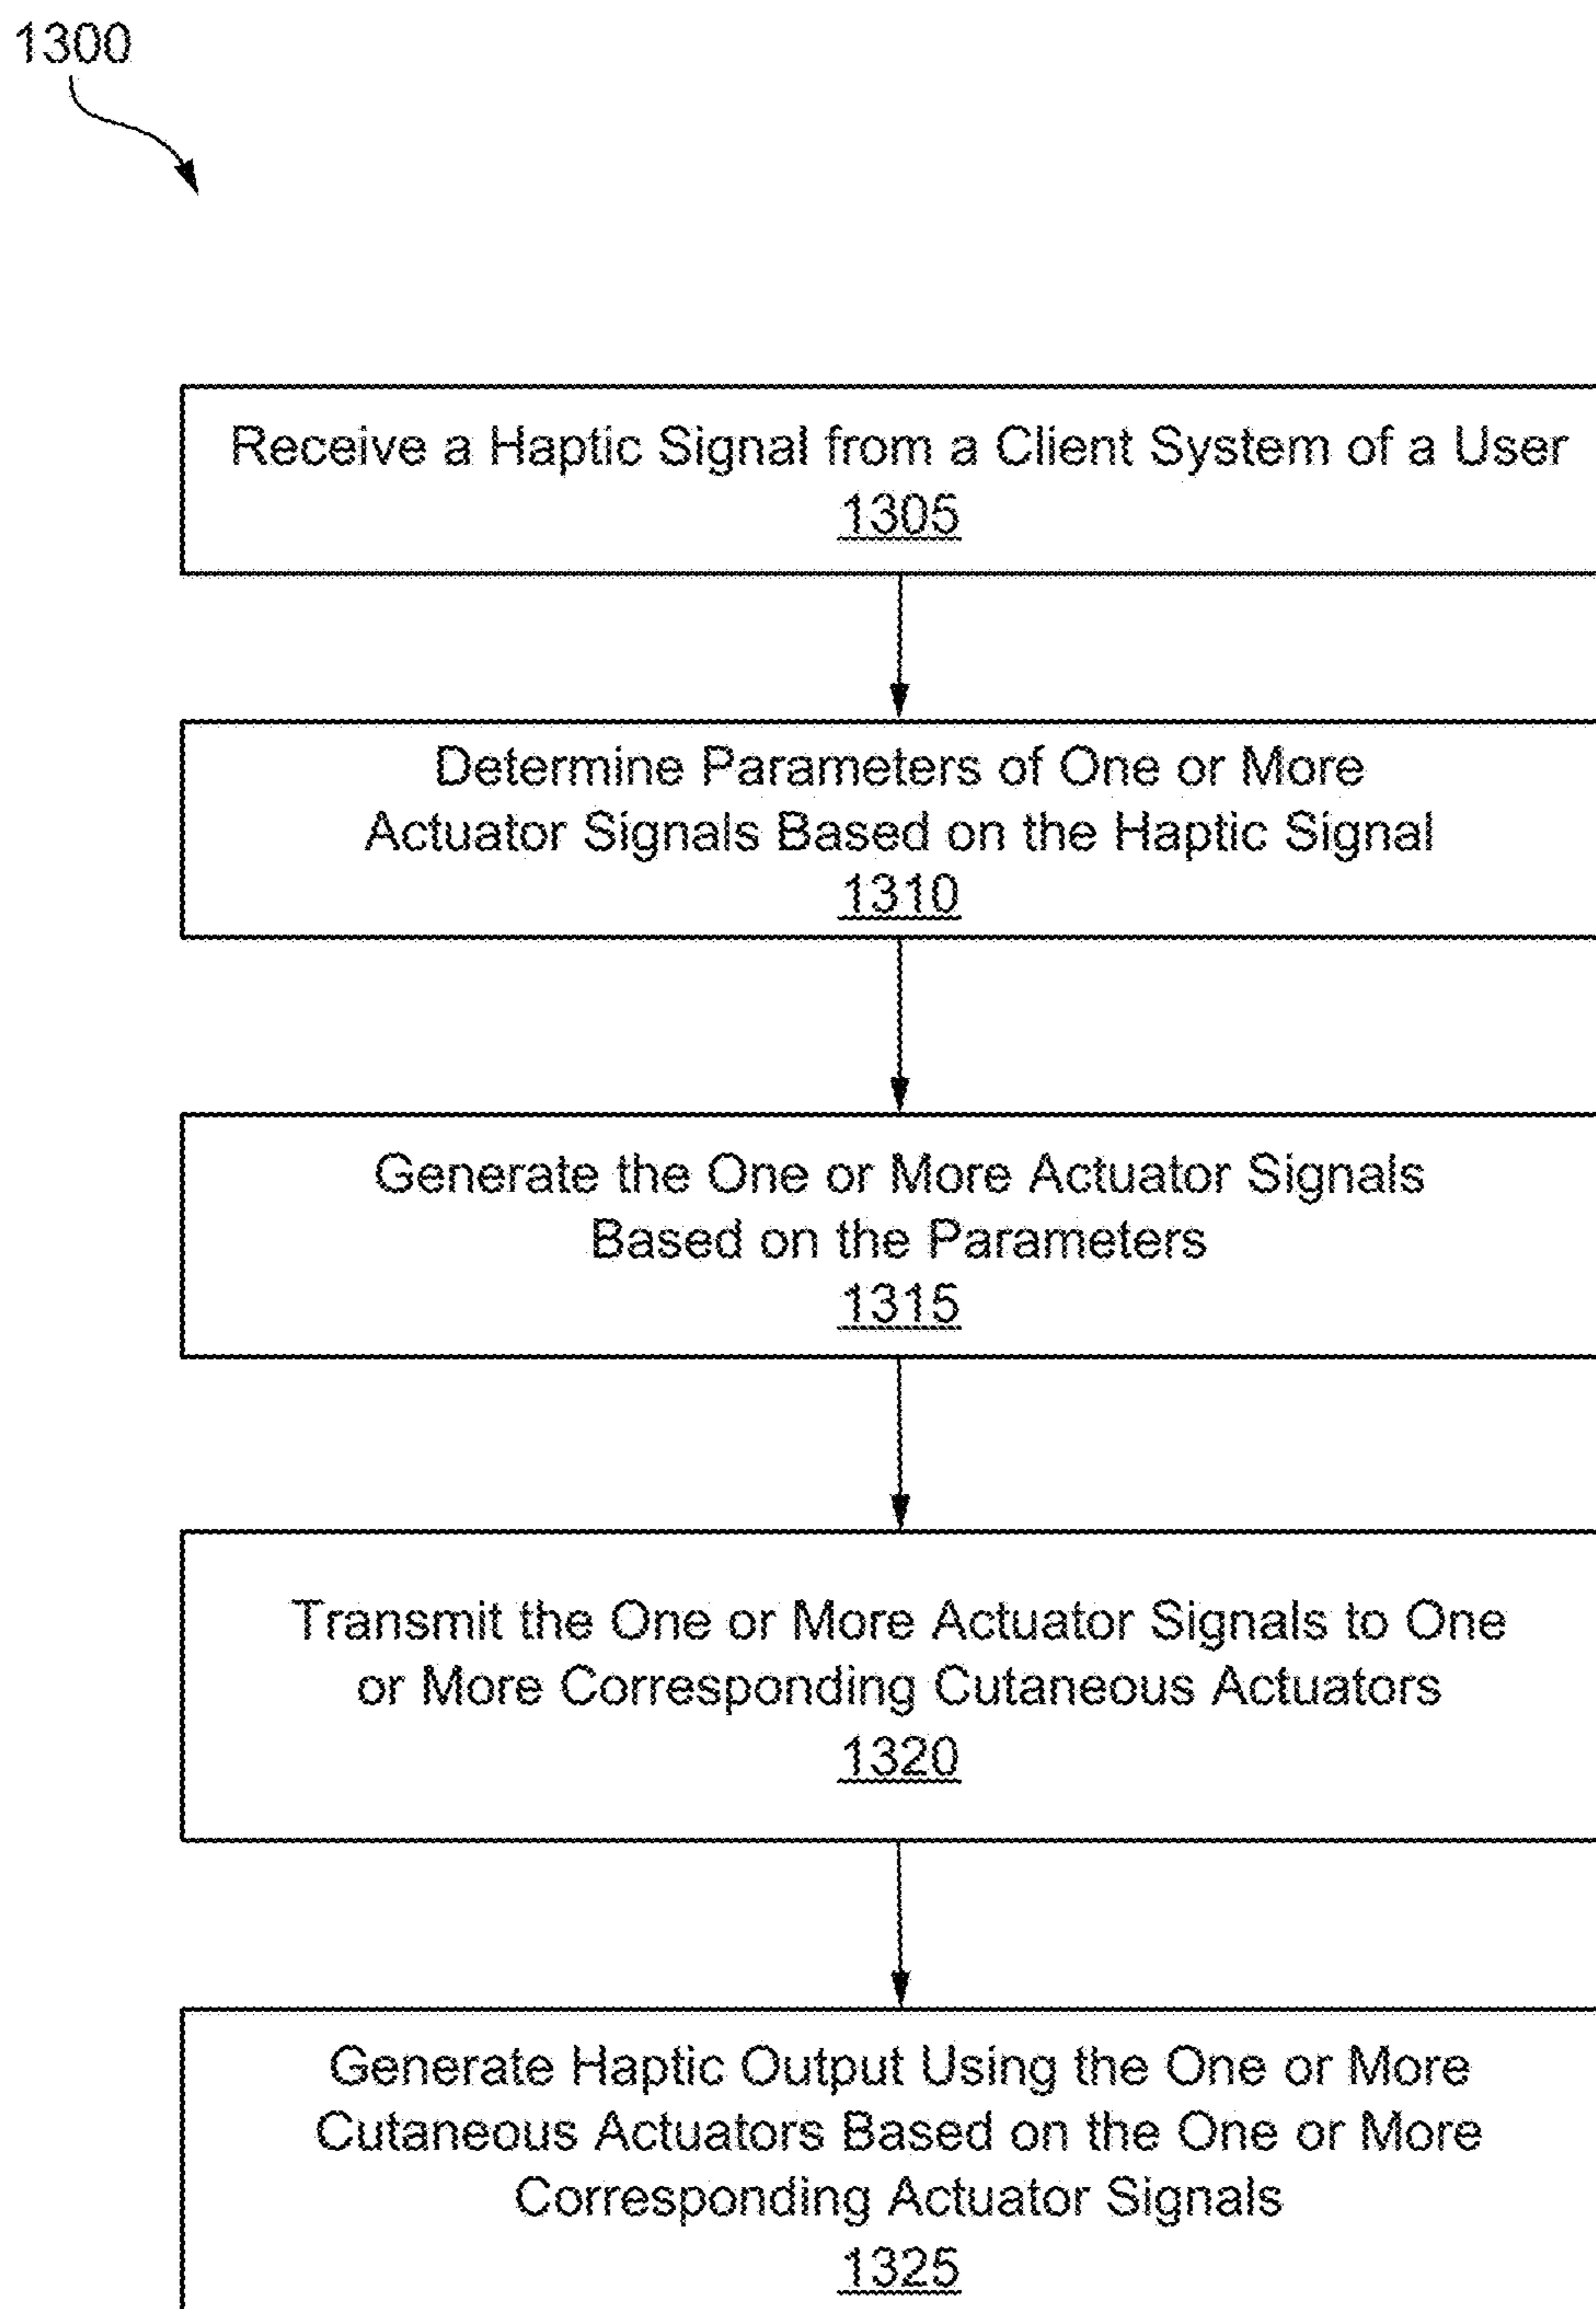 1300
Receive a Haptic Signal from a Client System of a User
1305
Determine Parameters of One or More
Actuator Signals Based on the Haptic Signal
1310
Generate the One or More Actuator Signals
Based on the Parameters
1315
Transmit the One or More Actuator Signals to One
or More Corresponding Cutaneous Actuators
1320
Generate Haptic Output Using the One or More
Cutaneous Actuators Based on the One or More
Corresponding Actuator Signals
1325